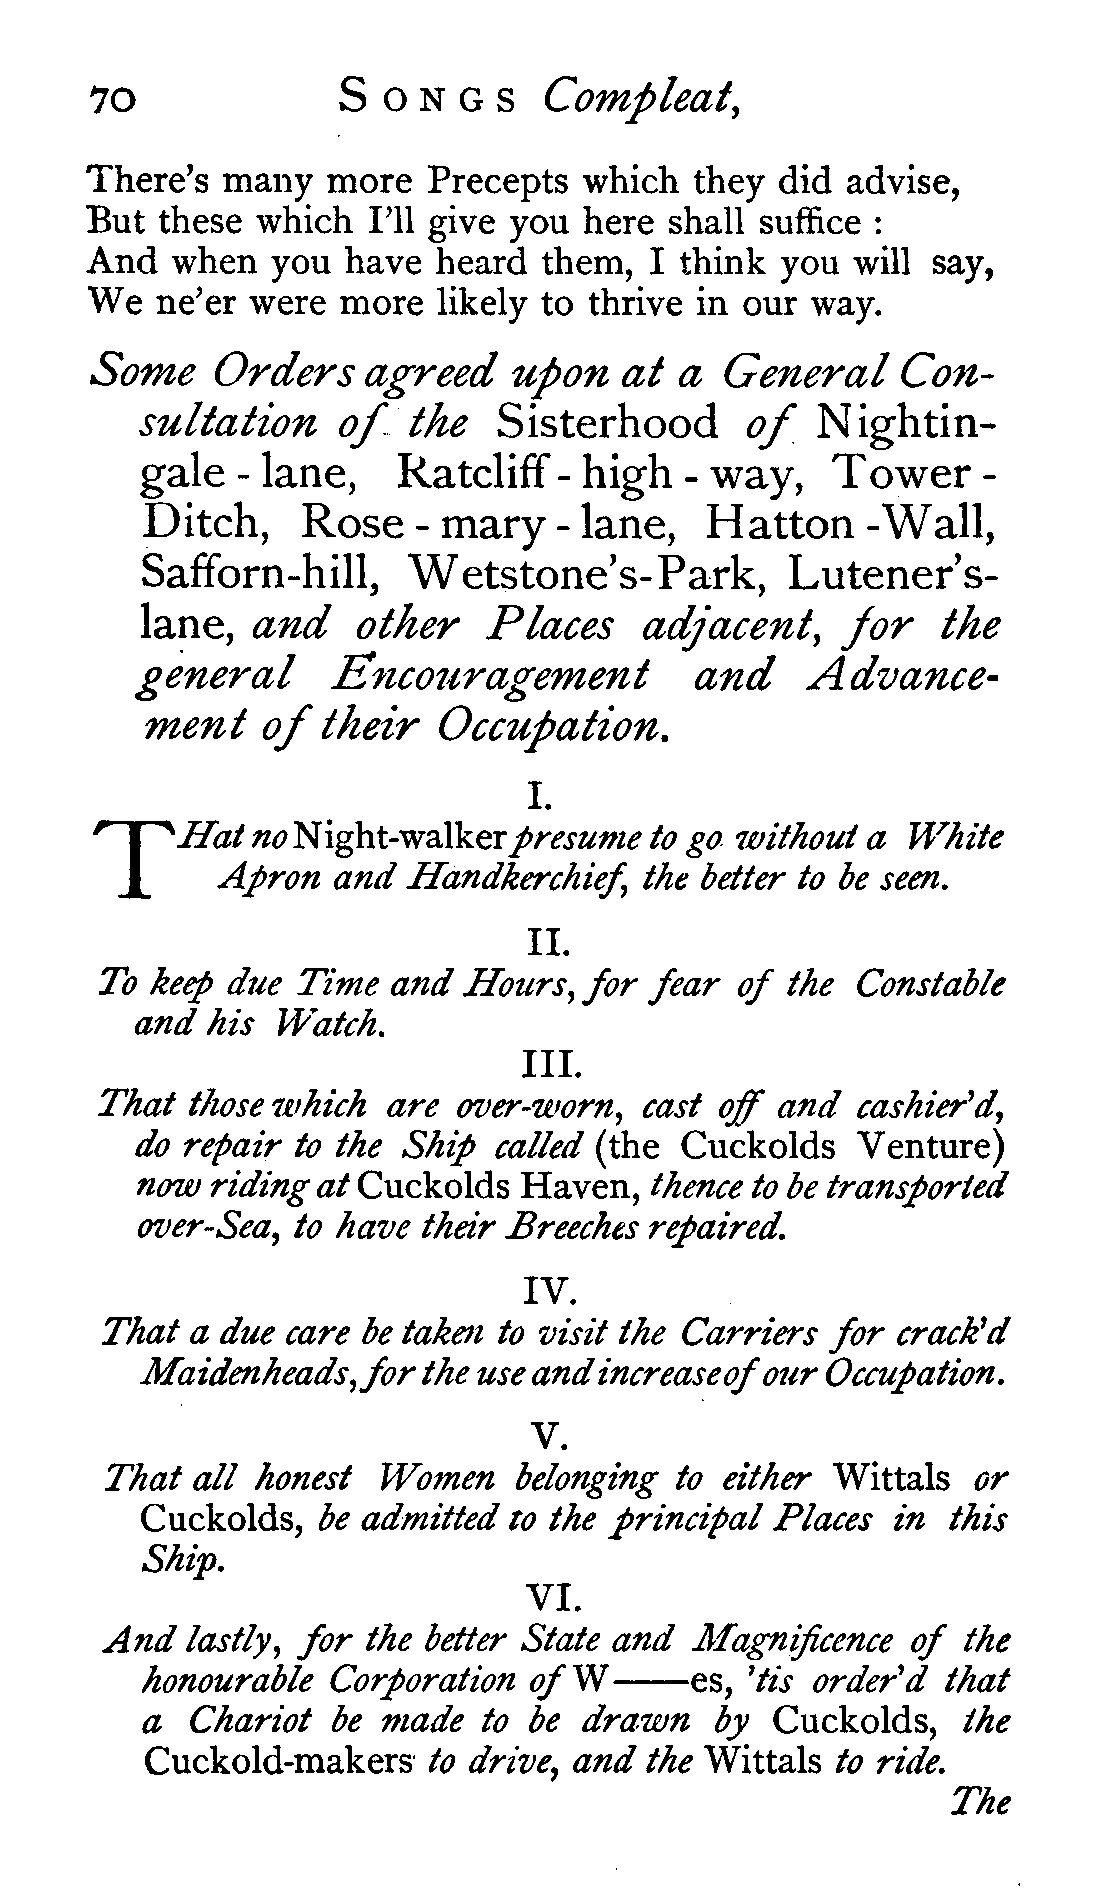 70 SONGS Compleat,
There's many more Precepts which they did advise,
But these which I'll give you here shall suffice :
And when you have heard them, I think you will say,
We ne'er were more likely to thrive in our way.
Some Orders agreed upon at a General Con-
sultation of the Sisterhood of Nightin-
gale - lane, Ratcliff - high - way, Tower -
Ditch, Rose - mary - lane, Hatton -Wall,
Safforn-hill, Wetstone's-Park, Lutener's-
lane, and other Places adjacent, for the
general Encouragement and Advance-
ment of their Occupation.
I.
THat no Night-walker presume to go without a White
Apron and Handkerchief, the better to be seen.
II.
To keep due Time and Hours, for fear of the Constable
and his Watch.
III.
That those which are over-worn, cast off and cashier'd,
do repair to the Ship called (the Cuckolds Venture)
now riding at Cuckolds Haven, thence to be transported
over-Sea, to have their Breeches repaired.
IV.
That a due care be taken to visit the Carriers for crack'd
Maidenheads, for the use and increase of our Occupation.
V.
That all honest Women belonging to either Wittals or
Cuckolds, be admitted to the principal Places in this
Ship.
VI.
And lastly, for the better State and Magnificence of the
honourable Corporation of W——es, 'tis order'd that
a Chariot be made to be drawn by Cuckolds, the
Cuckold-makers to drive, and the Wittals to ride.
The